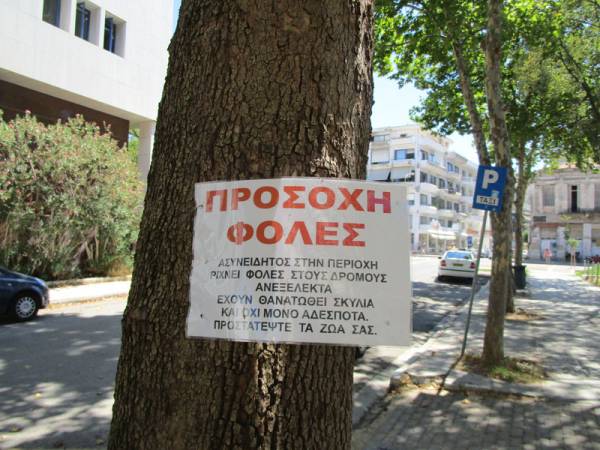 ΠΡΟΣΟΧΗ
ΦΟΛΕΣ
ΑΣΥΝΕΙΔΗΤΟΣ ΣΤΗΝ ΠΕΡΙΟΧΗ
ΡΙΧΝΕΙ ΦΟΛΕΣ ΣΤΟΥΣ ΔΡΟΜΟΥΣ
ΑΝΕΞΕΛΕΚΤΑ
ΕΧΟΥΝ ΘΑΝΑΤΩΘΕΙ ΣΚΥΛΙΑ
ΚΑΙ ΟΧΙ ΜΟΝΟ ΑΔΕΣΠΟΤΑ.
ΠΡΟΣΤΑΤΕΨΤΕ ΤΑ ΖΩΑ ΣΑΣ.
P
ΤΑΞΙ